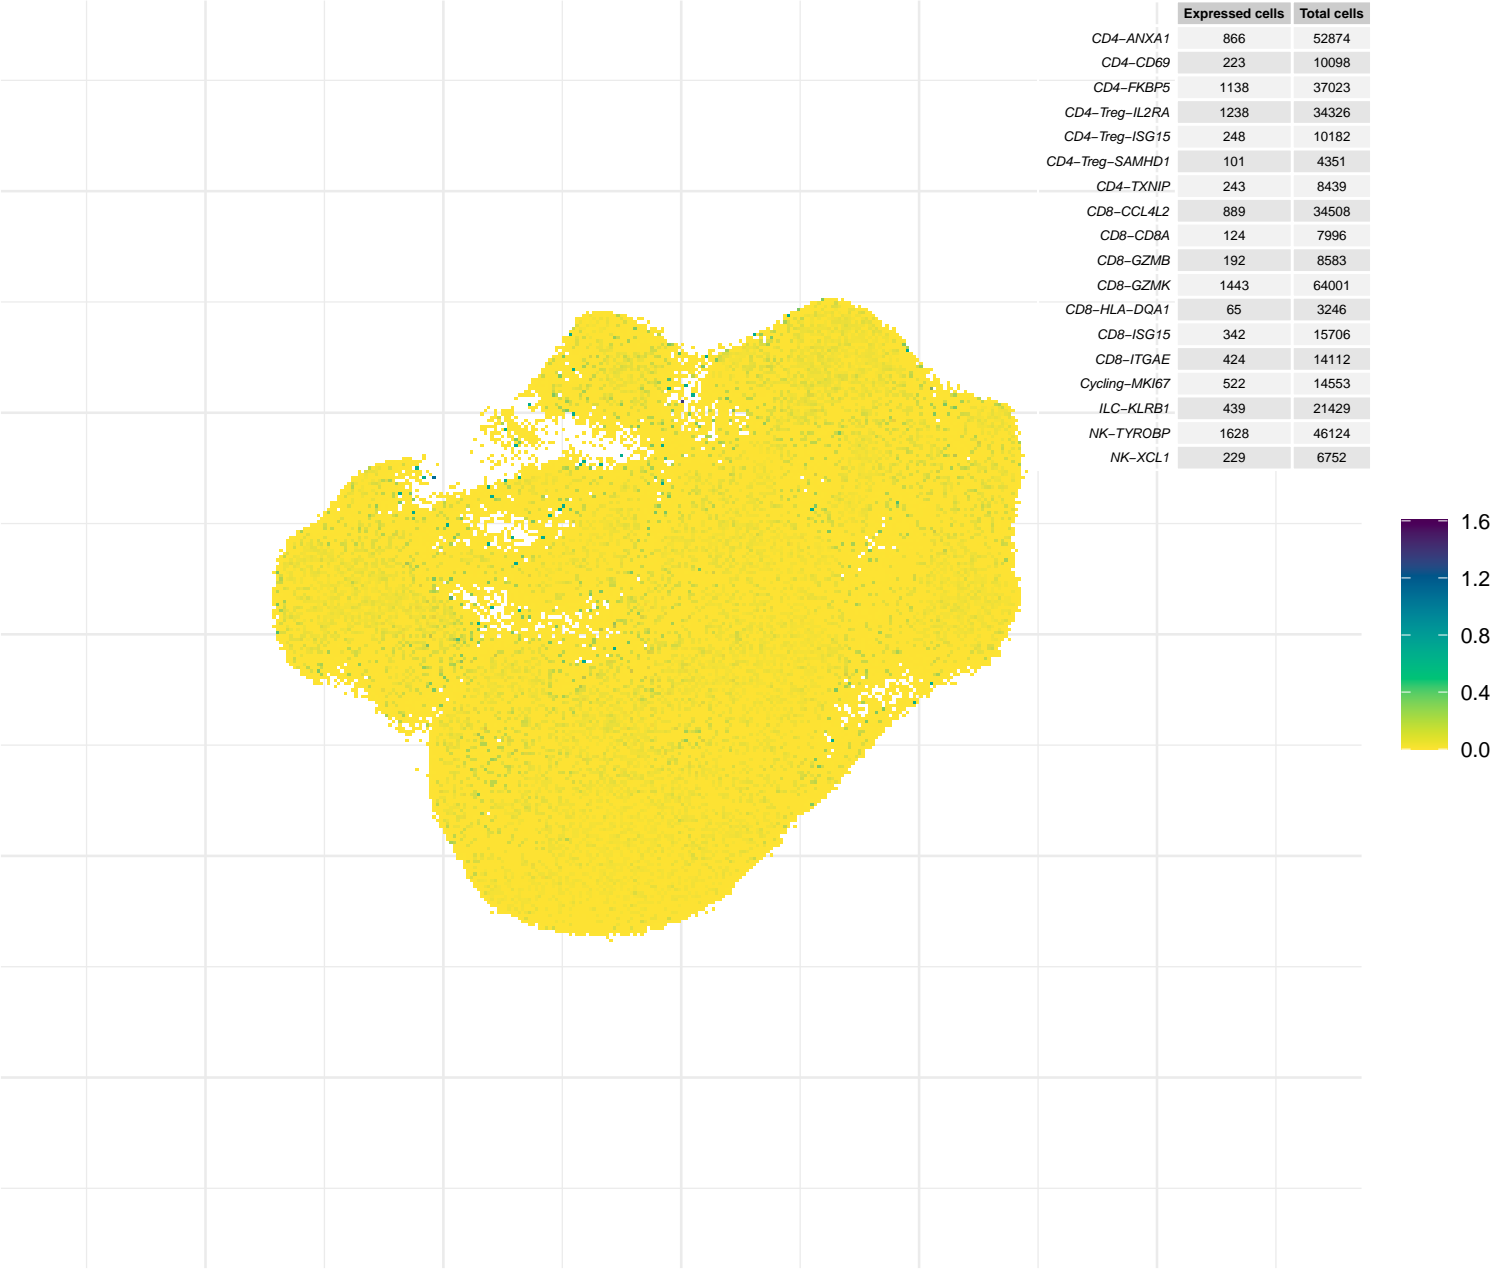 Expressed cells Total cells
CD4−ANXA1 866 52874
CD4−CD69 223 10098
CD4−FKBP5 1138 37023
CD4−Treg−IL2RA 1238 34326
CD4−Treg−ISG15 248 10182
CD4−Treg−SAMHD1 101 4351
CD4−TXNIP 243 8439
CD8−CCL4L2 889 34508
CD8−CD8A 124 7996
CD8−GZMB 192 8583
CD8−GZMK 1443 64001
CD8−HLA−DQA1 65 3246
CD8−ISG15 342 15706
CD8−ITGAE 424 14112
Cycling−MKI67 522 14553
ILC−KLRB1 439 21429
NK−TYROBP 1628 46124
NK−XCL1 229 6752
1.6
1.2
0.8
0.4
0.0